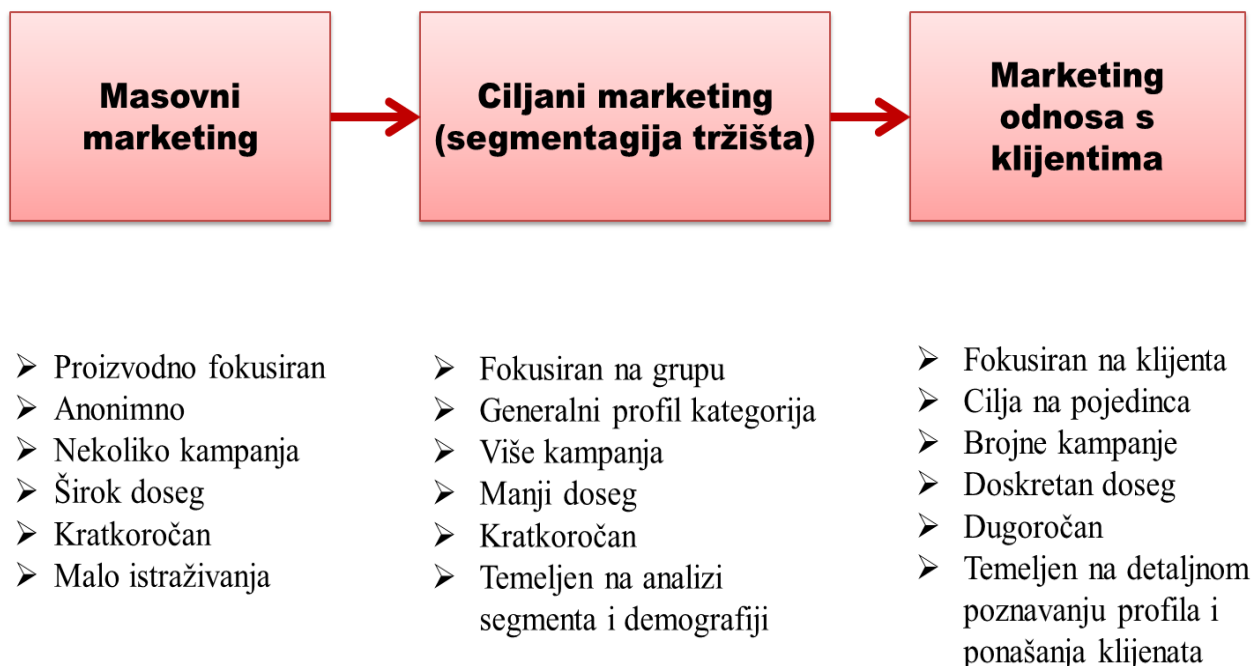 Masovni
marketing
Ciljani marketing
(segmentagija tržišta)
Marketing
odnosa s
klijentima
➢ Proizvodno fokusiran
➢ Anonimno
➢ Nekoliko kampanja
➢ Širok doseg
➢ Kratkoročan
➢ Malo istraživanja
➢ Fokusiran na grupu
➢ Generalni profil kategorija
➢ Više kampanja
➢ Manji doseg
➢ Kratkoročan
➢ Temeljen na analizi
segmenta i demografiji
➢ Fokusiran na klijenta
➢ Cilja na pojedinca
➢ Brojne kampanje
➢ Doskretan doseg
➢ Dugoročan
➢ Temeljen na detaljnom
poznavanju profila i
ponašanja klijenata